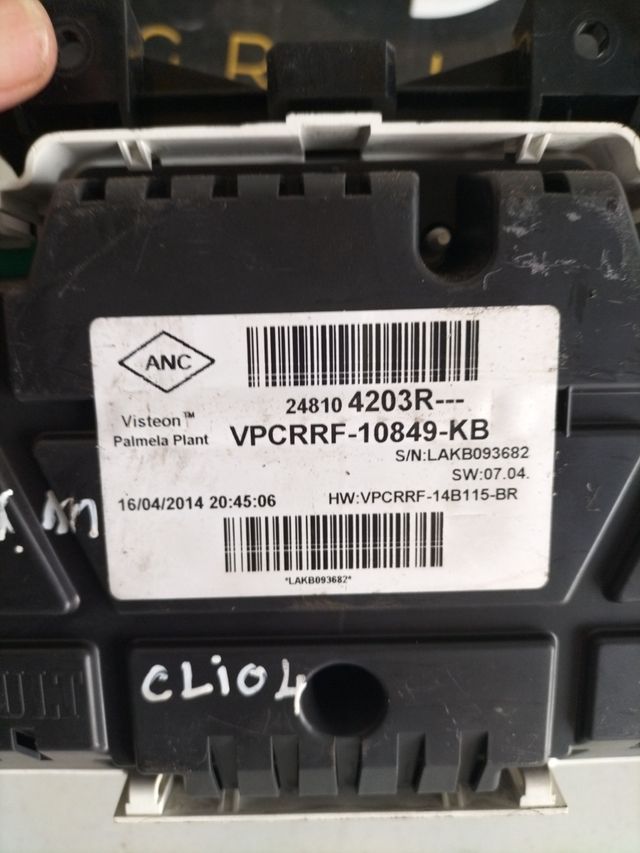 ANC
24810 4203R---
Visteon™
Palmela Plant
VPCRRF-10849-KB
S/N:LAKB093682
SW:07.04.
16/04/2014 20:45:06
HW:VPCRRF-14B115-BR
*LAKB093682*
CLIO4